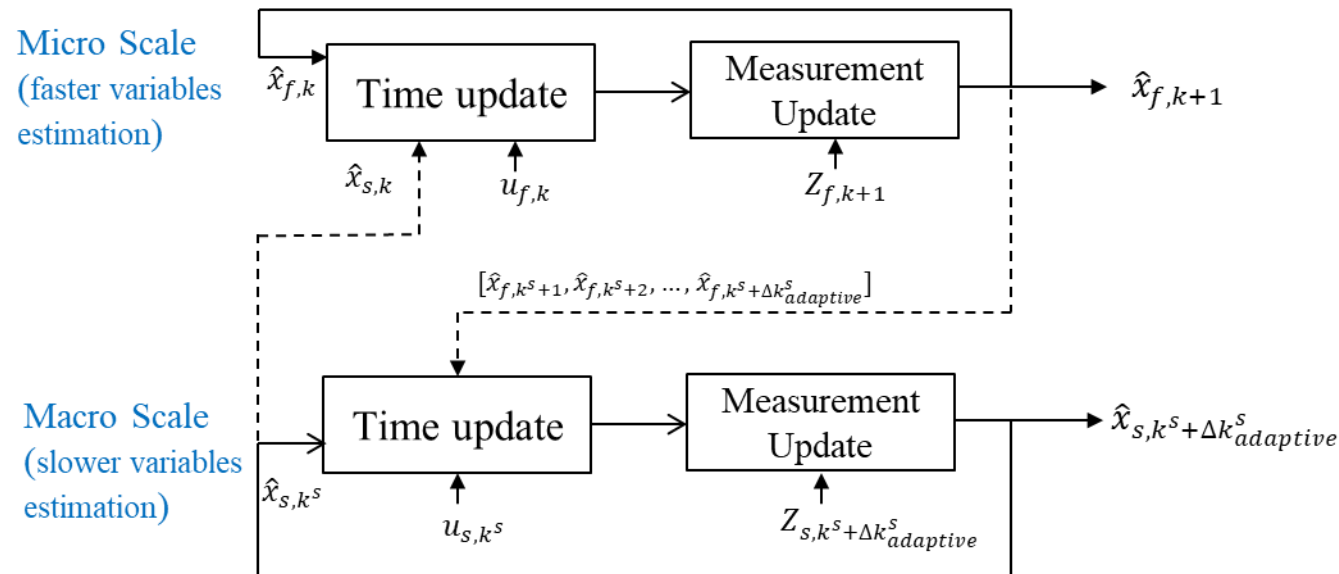 Micro Scale
(faster variables
estimation)
x̂_{f,k}
Time update
Measurement
Update
x̂_{f,k+1}
x̂_{s,k}
u_{f,k}
Z_{f,k+1}
[x̂_{f,k^s+1}, x̂_{f,k^s+2}, …, x̂_{f,k^s+Δk^s_{adaptive}}]
Macro Scale
(slower variables
estimation)
x̂_{s,k^s}
Time update
Measurement
Update
x̂_{s,k^s+Δk^s_{adaptive}}
u_{s,k^s}
Z_{s,k^s+Δk^s_{adaptive}}